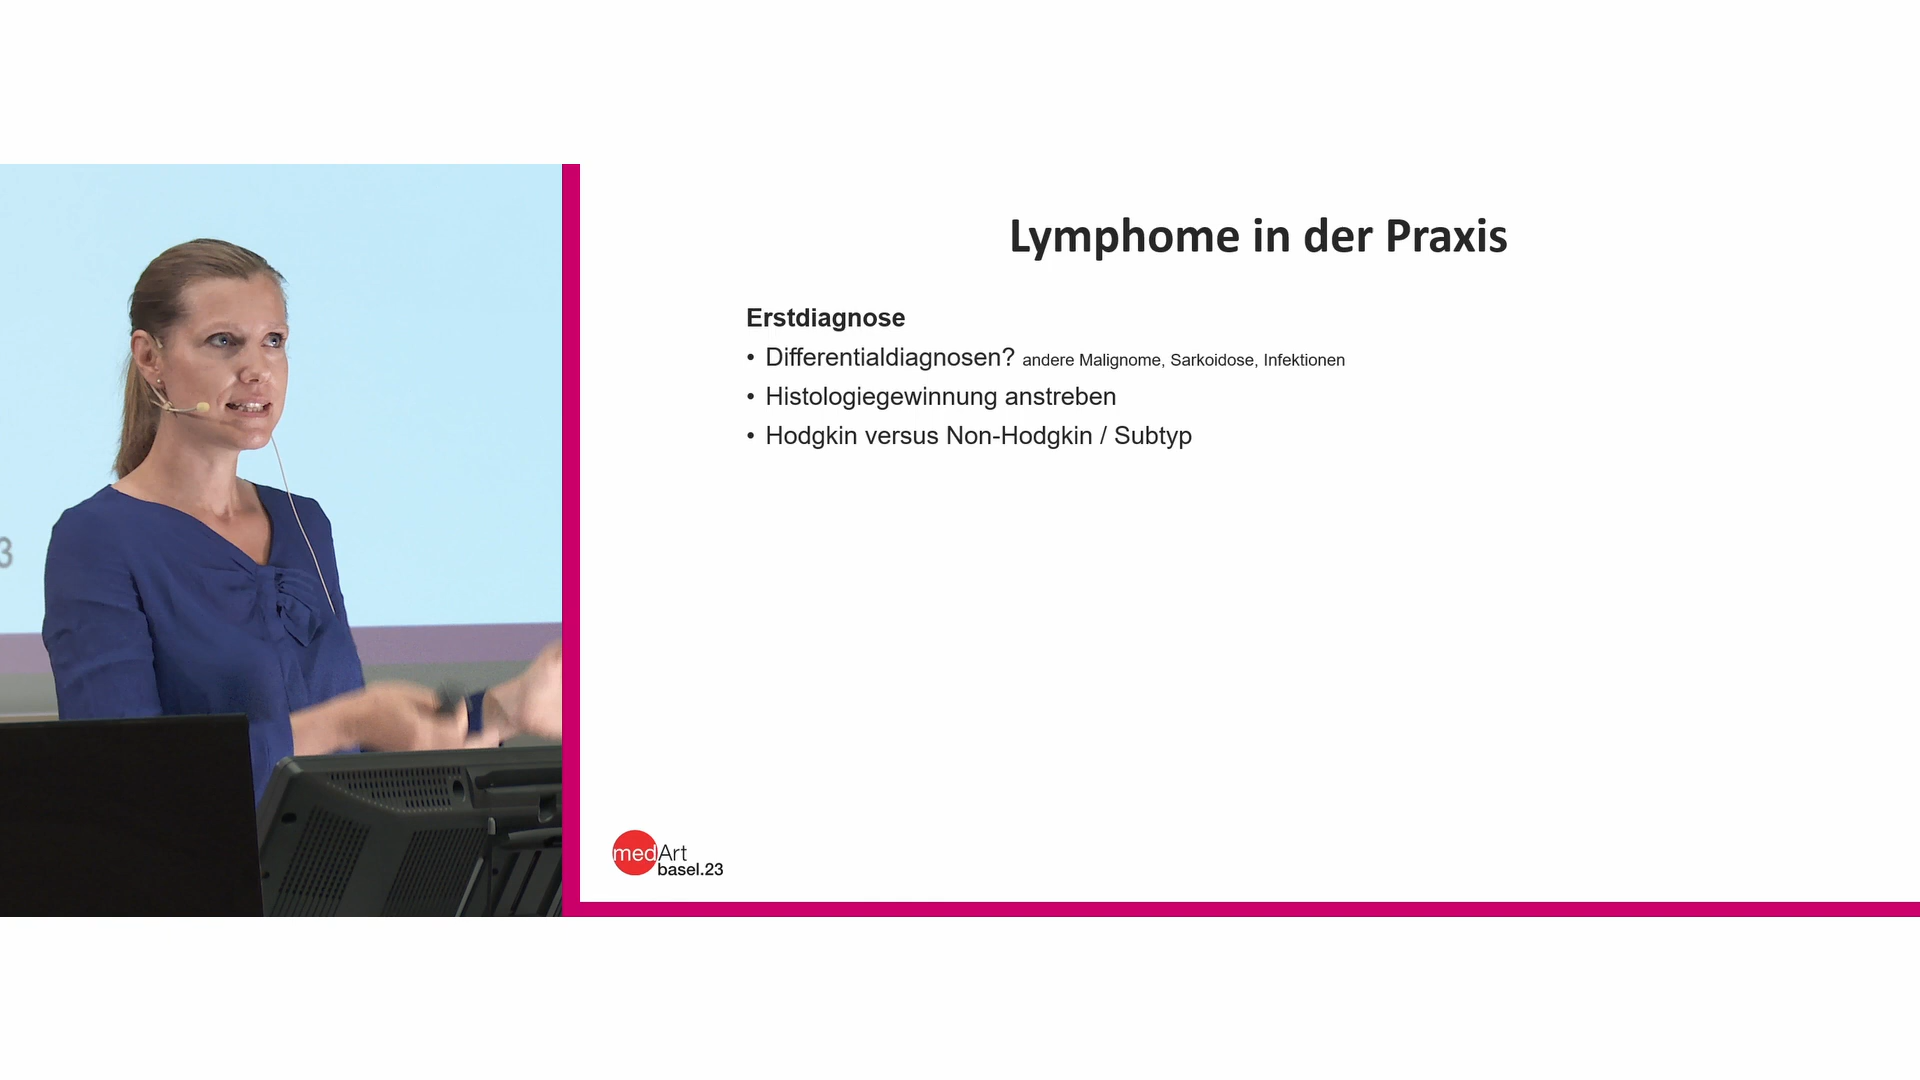 Lymphome in der Praxis
Erstdiagnose
• Differentialdiagnosen? andere Malignome, Sarkoidose, Infektionen
• Histologiegewinnung anstreben
• Hodgkin versus Non-Hodgkin / Subtyp
3
medArt
basel.23